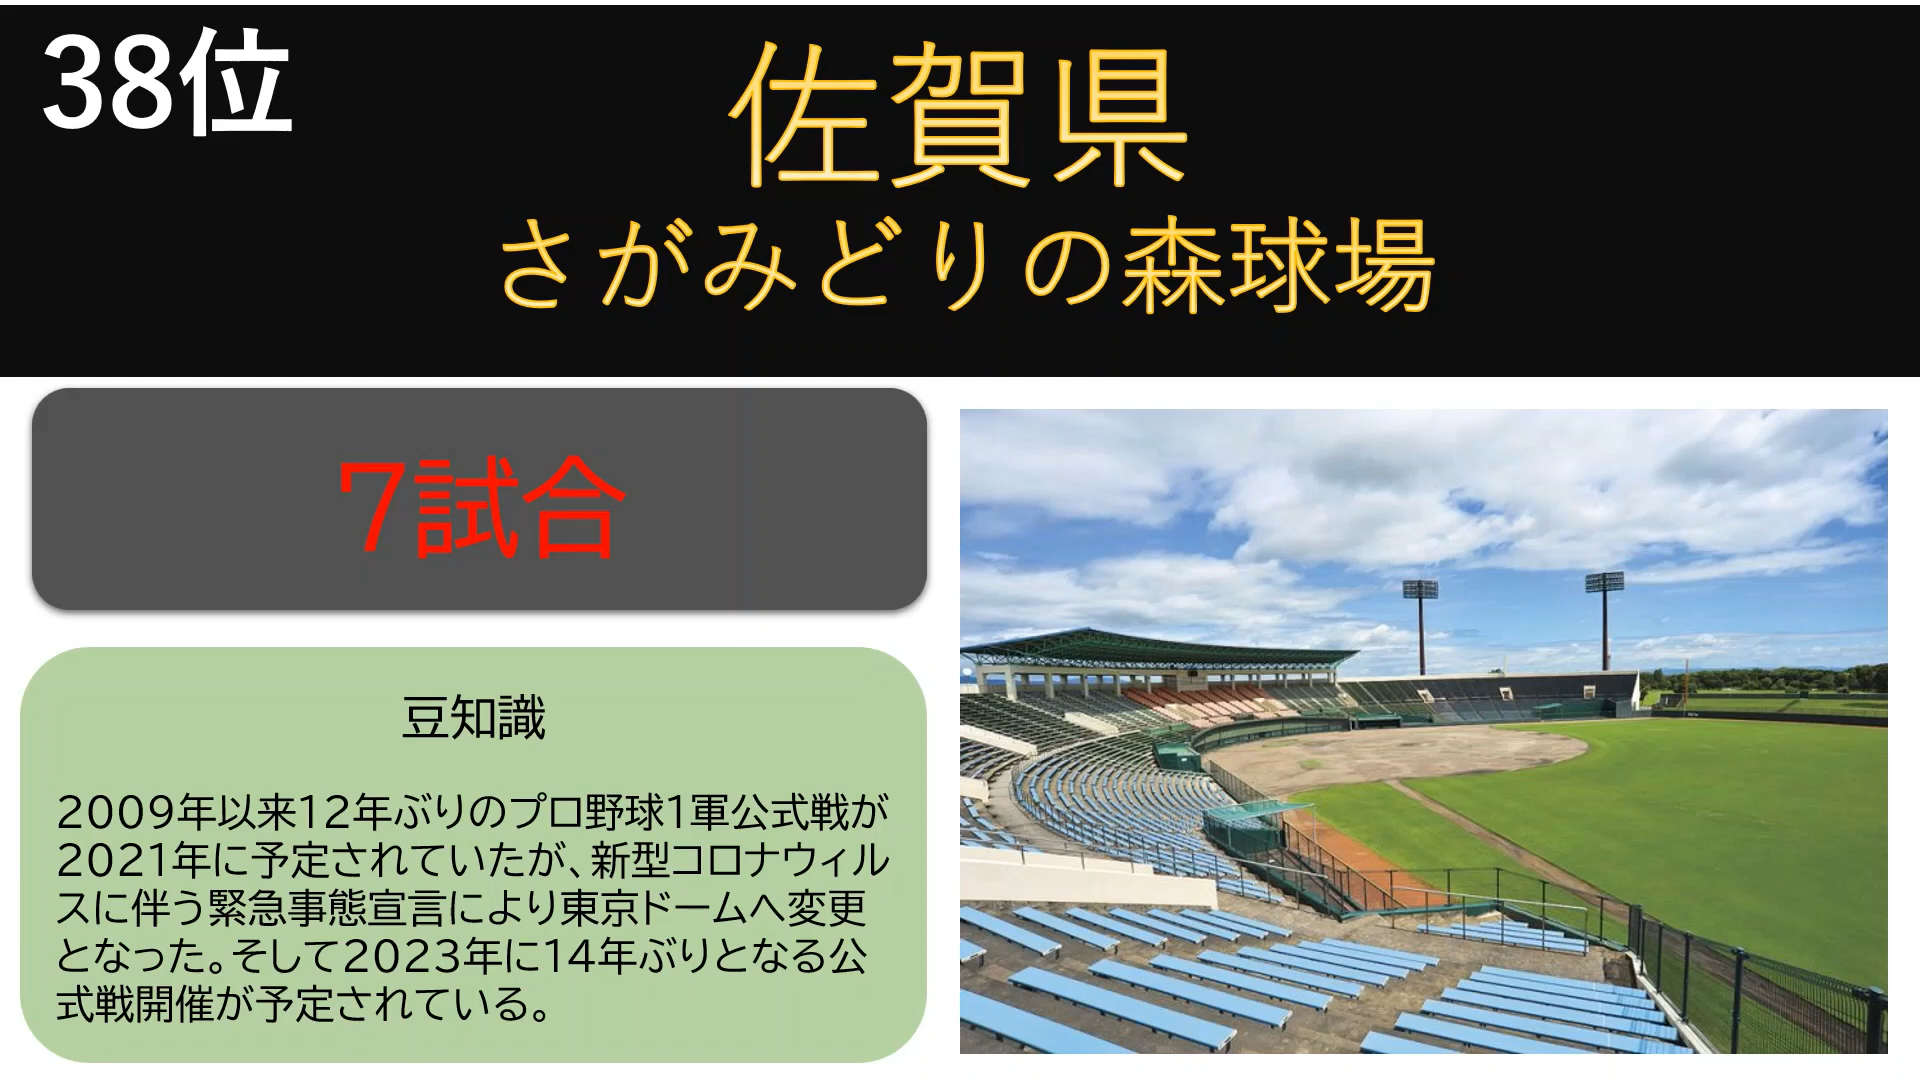 38位
佐賀県
さがみどりの森球場
7試合
豆知識
2009年以来12年ぶりのプロ野球1軍公式戦が
2021年に予定されていたが、新型コロナウィル
スに伴う緊急事態宣言により東京ドームへ変更
となった。そして2023年に14年ぶりとなる公
式戦開催が予定されている。